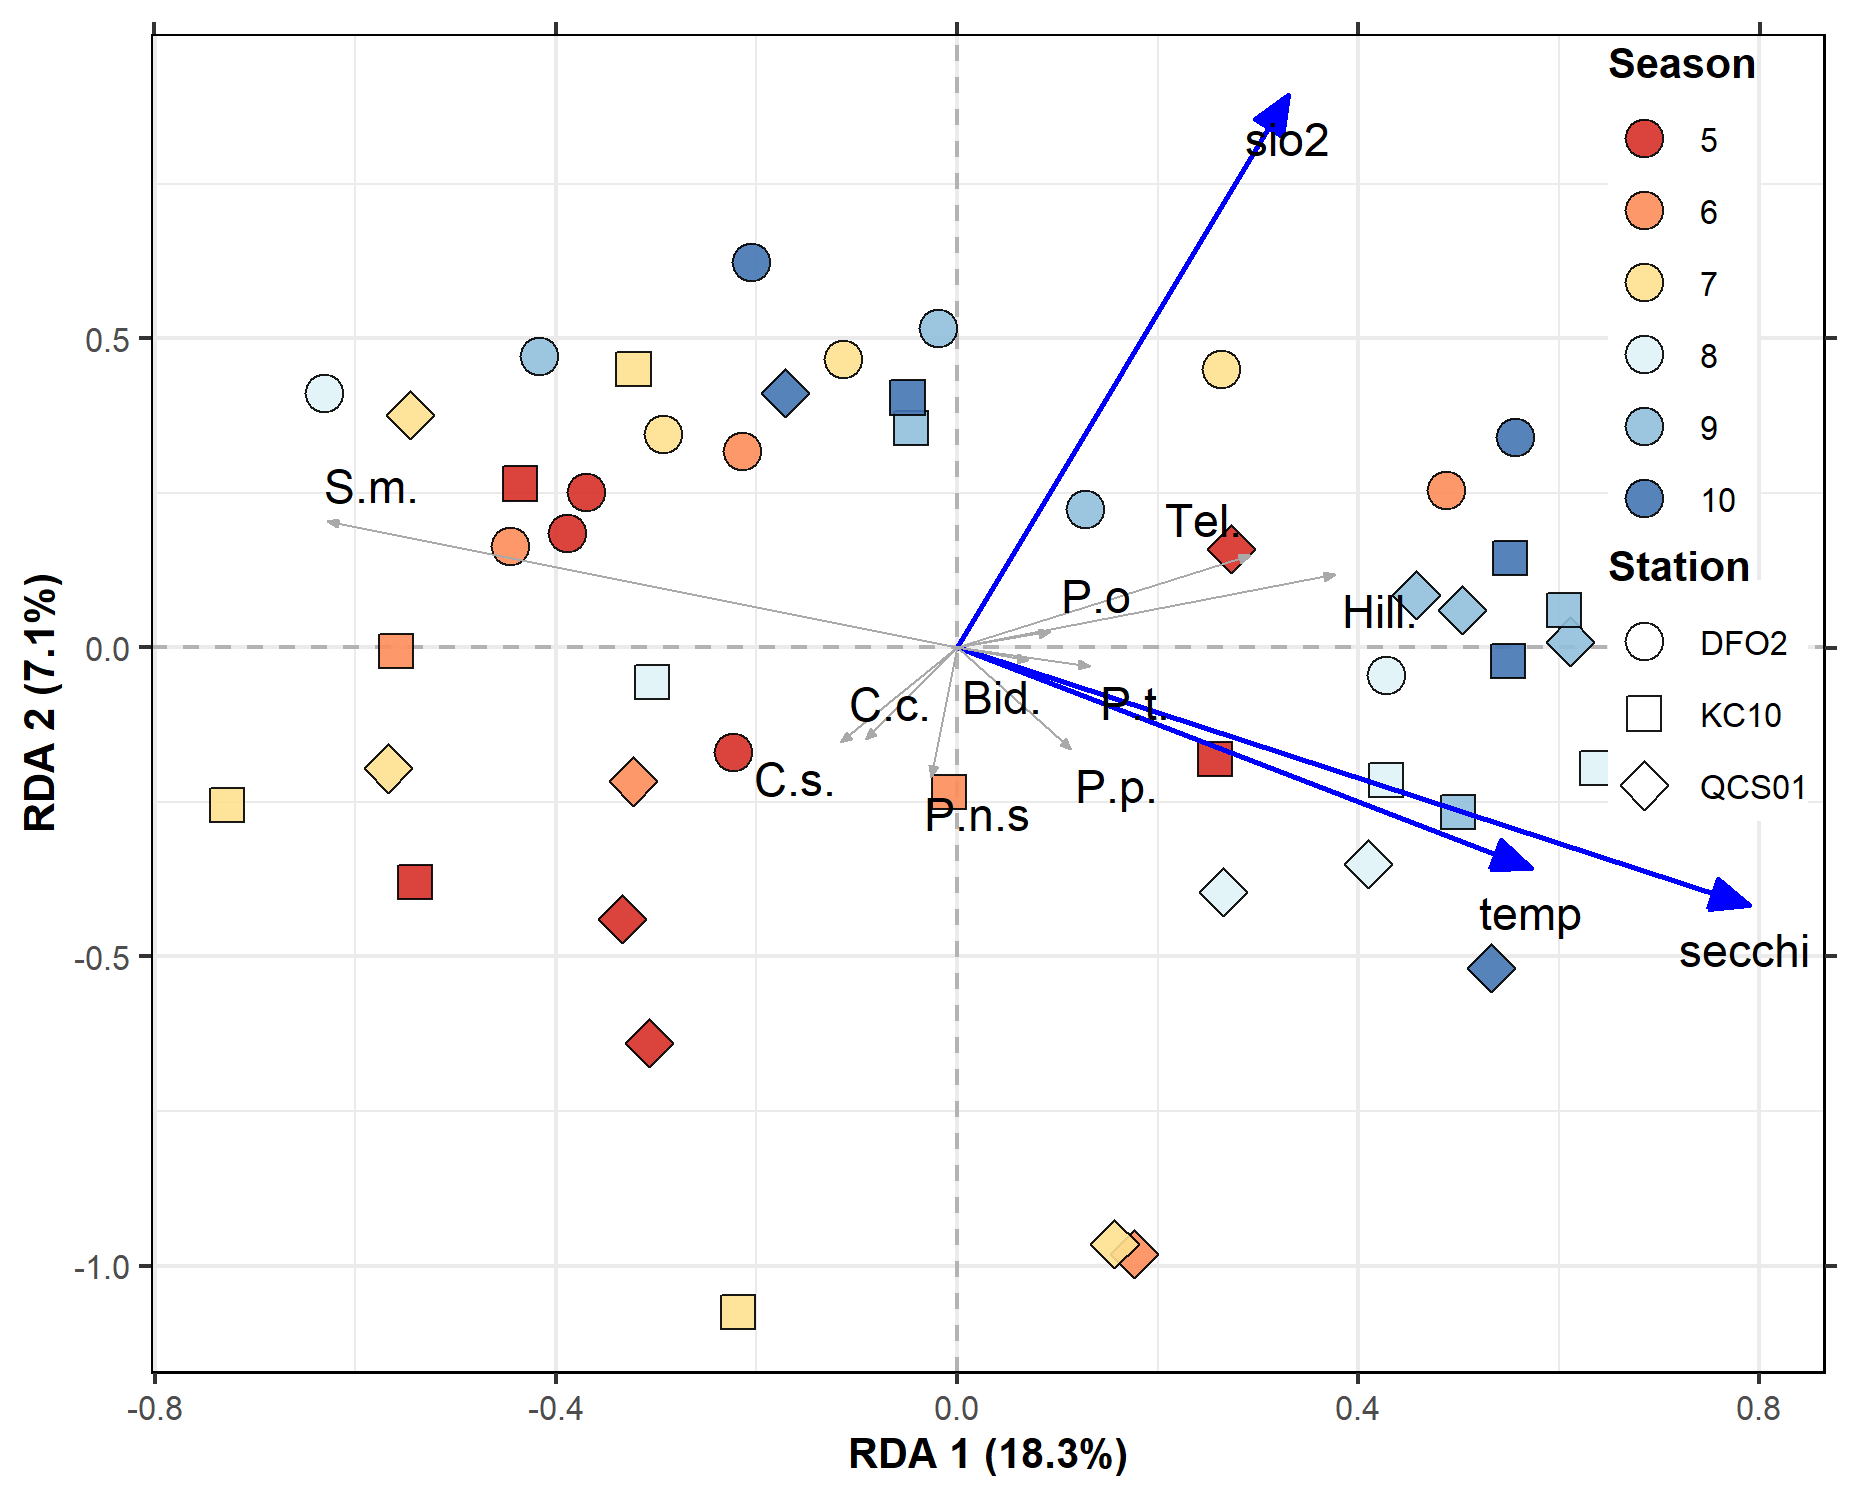 Season
5
6
7
8
9
10
Station
DFO2
KC10
QCS01
sio2
S.m.
Tel.
P.o
Hill.
C.c.
Bid.
P.t.
C.s.
P.n.s
P.p.
temp
secchi
0.5
0.0
-0.5
-1.0
RDA 2 (7.1%)
-0.8
-0.4
0.0
0.4
0.8
RDA 1 (18.3%)